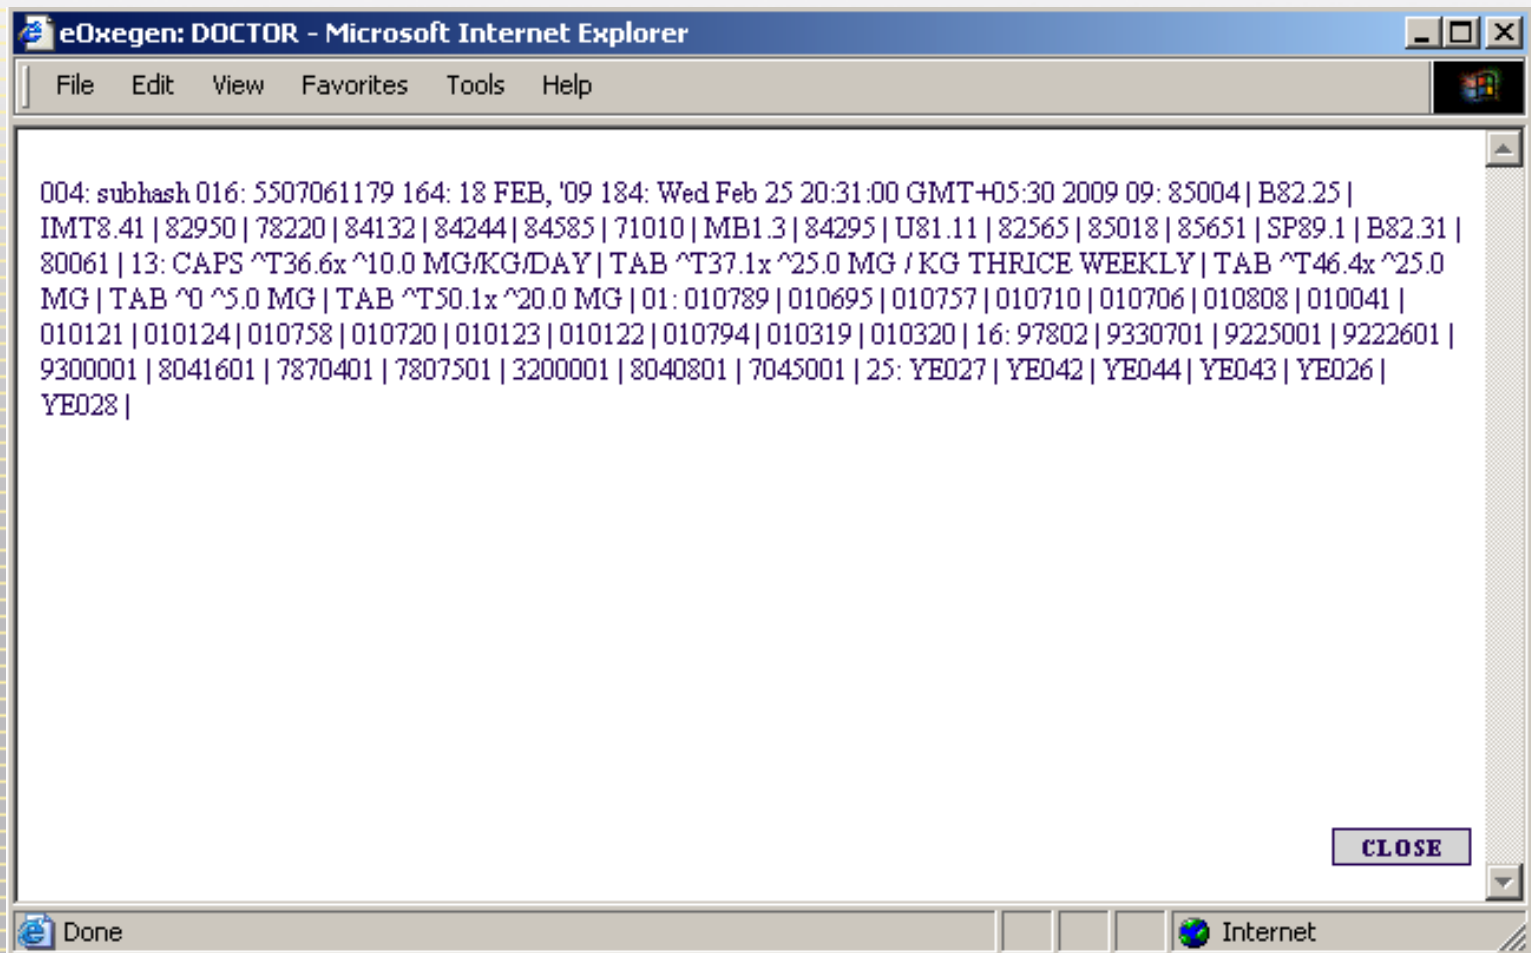 eOxegen: DOCTOR - Microsoft Internet Explorer
File Edit View Favorites Tools Help
004: subhash 016: 5507061179 164: 18 FEB, '09 184: Wed Feb 25 20:31:00 GMT+05:30 2009 09: 85004 | B82.25 |
IMT8.41 | 82950 | 78220 | 84132 | 84244 | 84585 | 71010 | MB1.3 | 84295 | U81.11 | 82565 | 85018 | 85651 | SP89.1 | B82.31 |
80061 | 13: CAPS ^T36.6x ^10.0 MG/KG/DAY | TAB ^T37.1x ^25.0 MG / KG THRICE WEEKLY | TAB ^T46.4x ^25.0
MG | TAB ^0 ^5.0 MG | TAB ^T50.1x ^20.0 MG | 01: 010789 | 010695 | 010757 | 010710 | 010706 | 010808 | 010041 |
010121 | 010124 | 010758 | 010720 | 010123 | 010122 | 010794 | 010319 | 010320 | 16: 97802 | 9330701 | 9225001 | 9222601 |
9300001 | 8041601 | 7870401 | 7807501 | 3200001 | 8040801 | 7045001 | 25: YE027 | YE042 | YE044 | YE043 | YE026 |
YE028 |
CLOSE
Done Internet